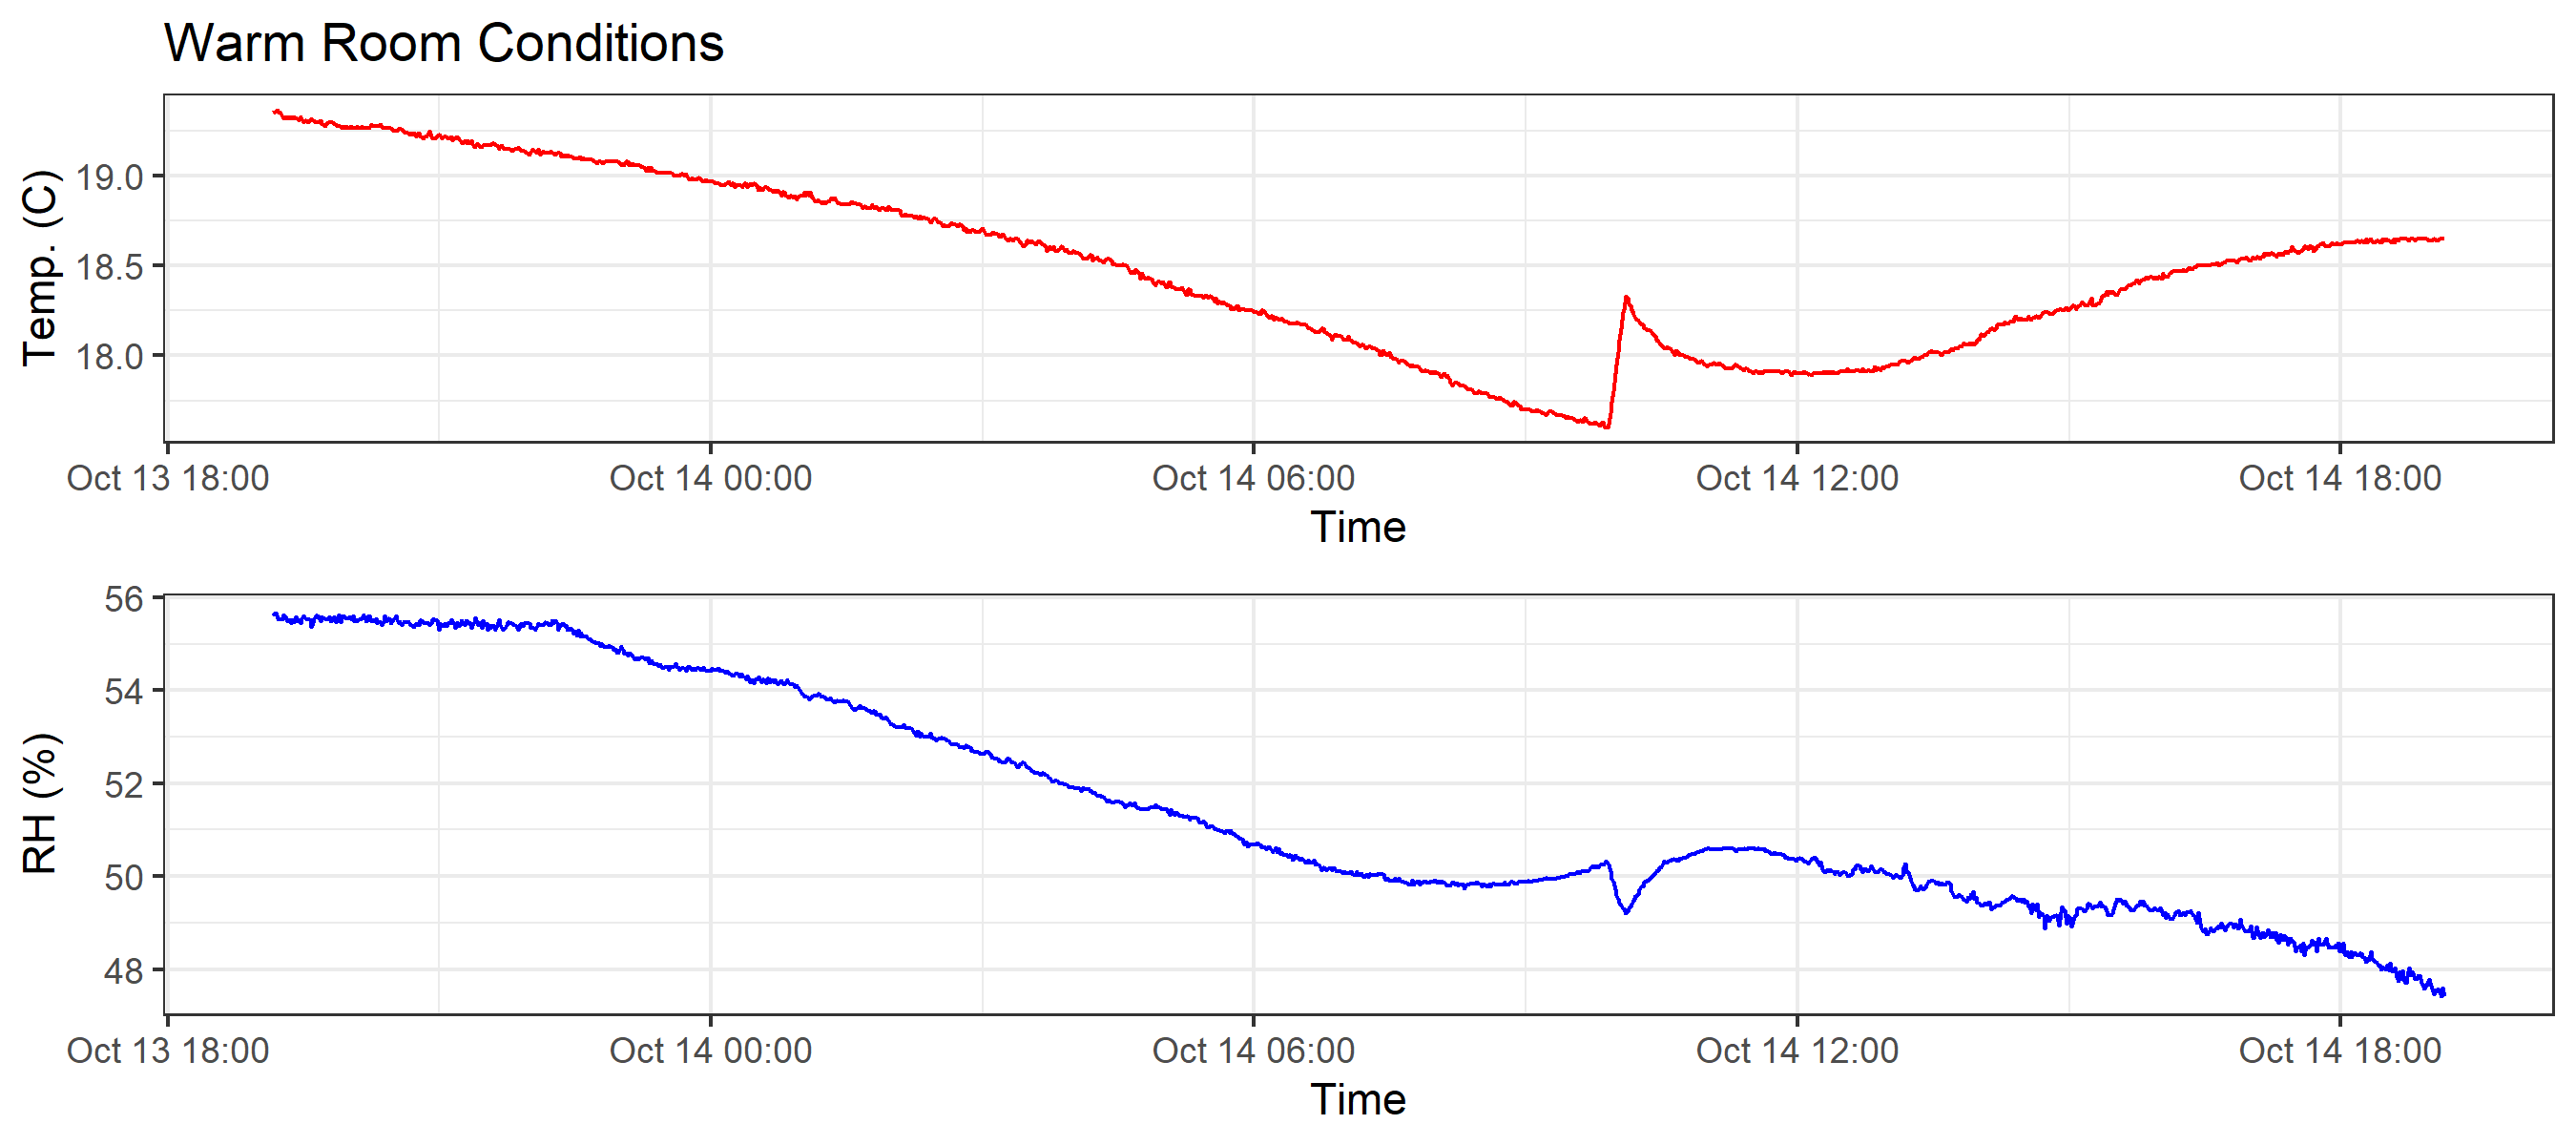 Warm Room Conditions
Temp. (C)
19.0
18.5
18.0
Oct 13 18:00 Oct 14 00:00 Oct 14 06:00 Oct 14 12:00 Oct 14 18:00
Time
RH (%)
56
54
52
50
48
Oct 13 18:00 Oct 14 00:00 Oct 14 06:00 Oct 14 12:00 Oct 14 18:00
Time